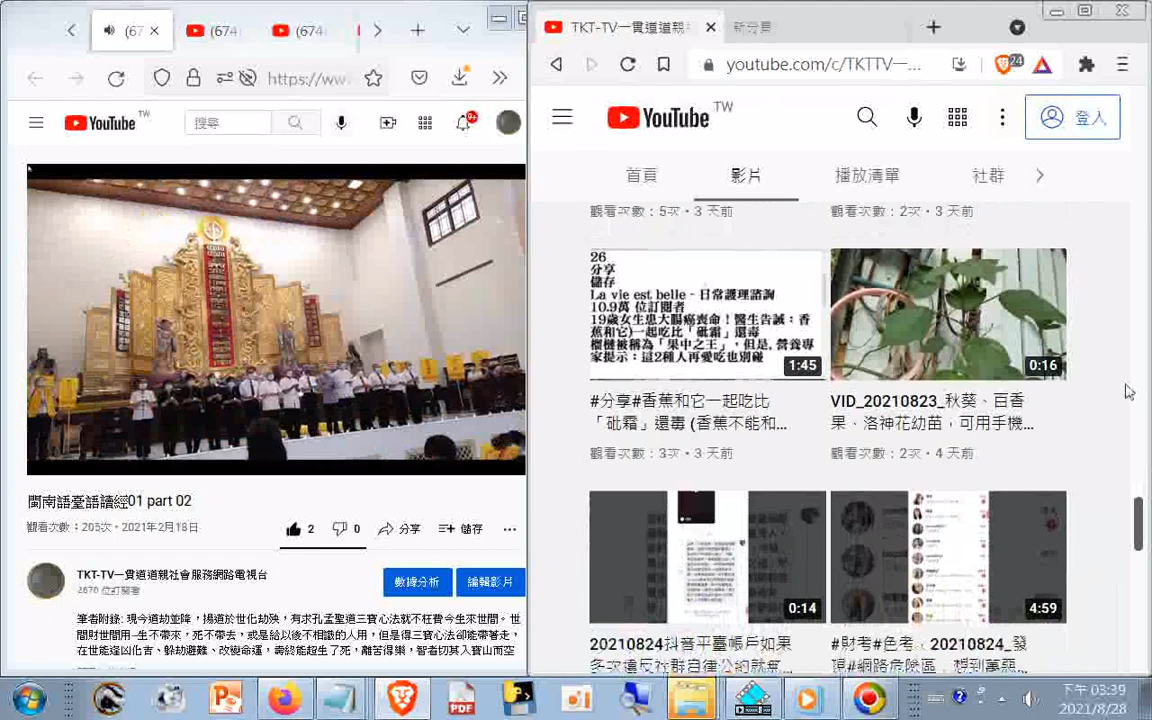 (67
(674
(674
https://ww
YouTube TW
搜尋
9+
閩南語臺語讀經01 part 02
觀看次數：205次・2021年2月18日
2
0
分享
儲存
TKT-TV一貫道道親社會服務網路電視台
2670 位訂閱者
數據分析
編輯影片
筆者附錄: 現今道劫並降，揚道於世化劫殃，有求孔孟聖道三寶心法就不枉費今生來世間。世
間財世間用─生不帶來，死不帶去，或是給以後不相識的人用，但是得三寶心法卻能帶著走，
在世能逢凶化吉、躲劫避難、改變命運，壽終能超生了死，離苦得樂，智者切莫入寶山而空
TKT-TV一貫道道親
新分頁
youtube.com/c/TKTTV一...
24
YouTube TW
登入
首頁
影片
播放清單
社群
觀看次數：5次・3 天前
觀看次數：2次・3 天前
26
分享
儲存
La vie est belle - 日常護理諮詢
10.9萬 位訂閱者
19歲女生患大腸癌喪命！醫生告誡：香
蕉和它)一起吃比「砒霜」還毒
榴槤被稱為「果中之王」，但是,營養專
家提示：這2種人再愛吃也別碰
1:45
0:16
#分享#香蕉和它一起吃比
「砒霜」還毒 (香蕉不能和...
觀看次數：3次・3 天前
VID_20210823_秋葵、百香
果、洛神花幼苗，可用手機...
觀看次數：2次・4 天前
0:14
4:59
20210824抖音平臺帳戶如果
多次違反社群自律公約就無...
#財考#色考、20210824_發
現#網路危險區，想到萬惡...
下午 03:39
2021/8/28